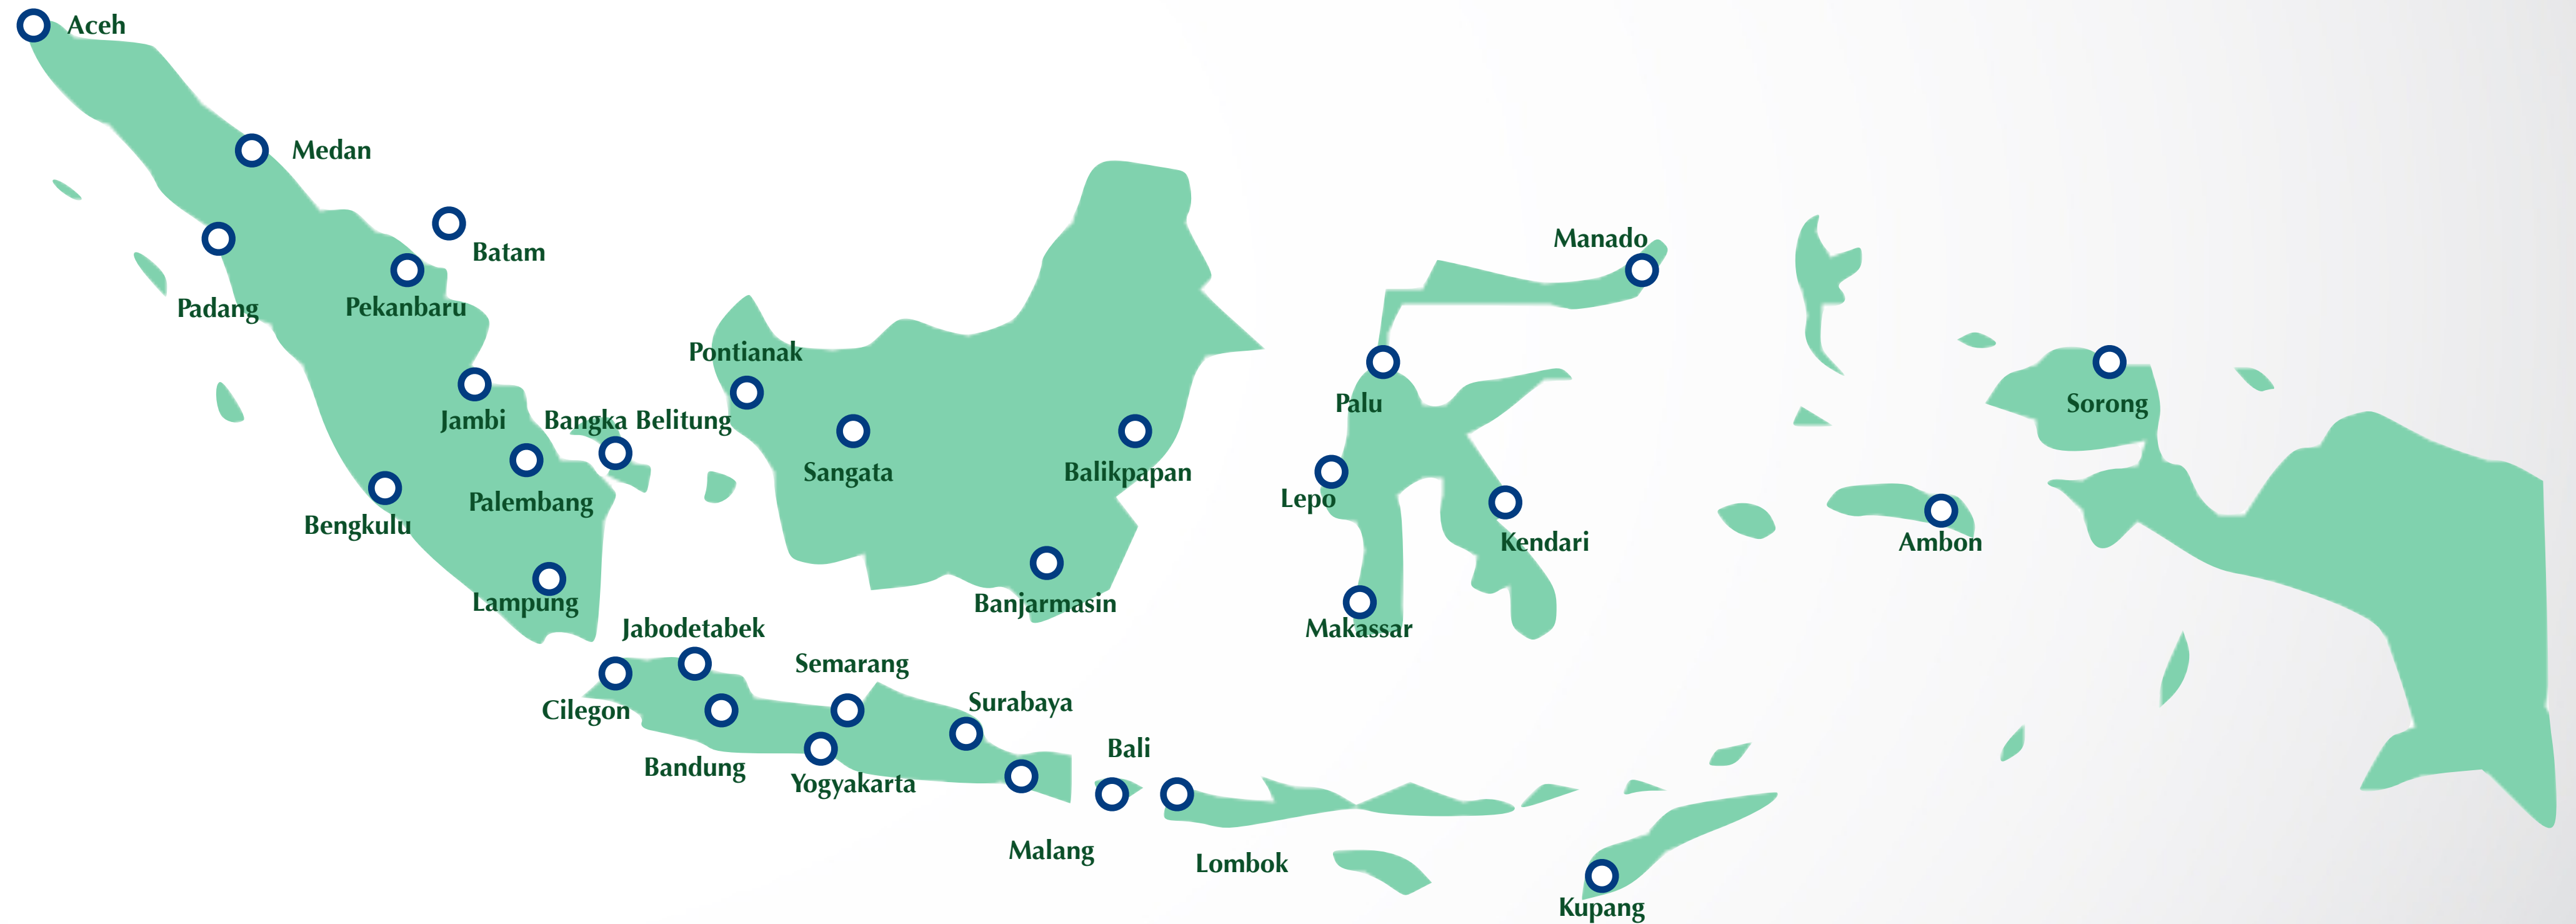 Aceh
Medan
Batam
Padang
Pekanbaru
Jambi
Bangka Belitung
Palembang
Bengkulu
Lampung
Pontianak
Sangata
Balikpapan
Banjarmasin
Manado
Palu
Lepo
Kendari
Makassar
Sorong
Ambon
Jabodetabek
Cilegon
Bandung
Semarang
Yogyakarta
Surabaya
Malang
Bali
Lombok
Kupang